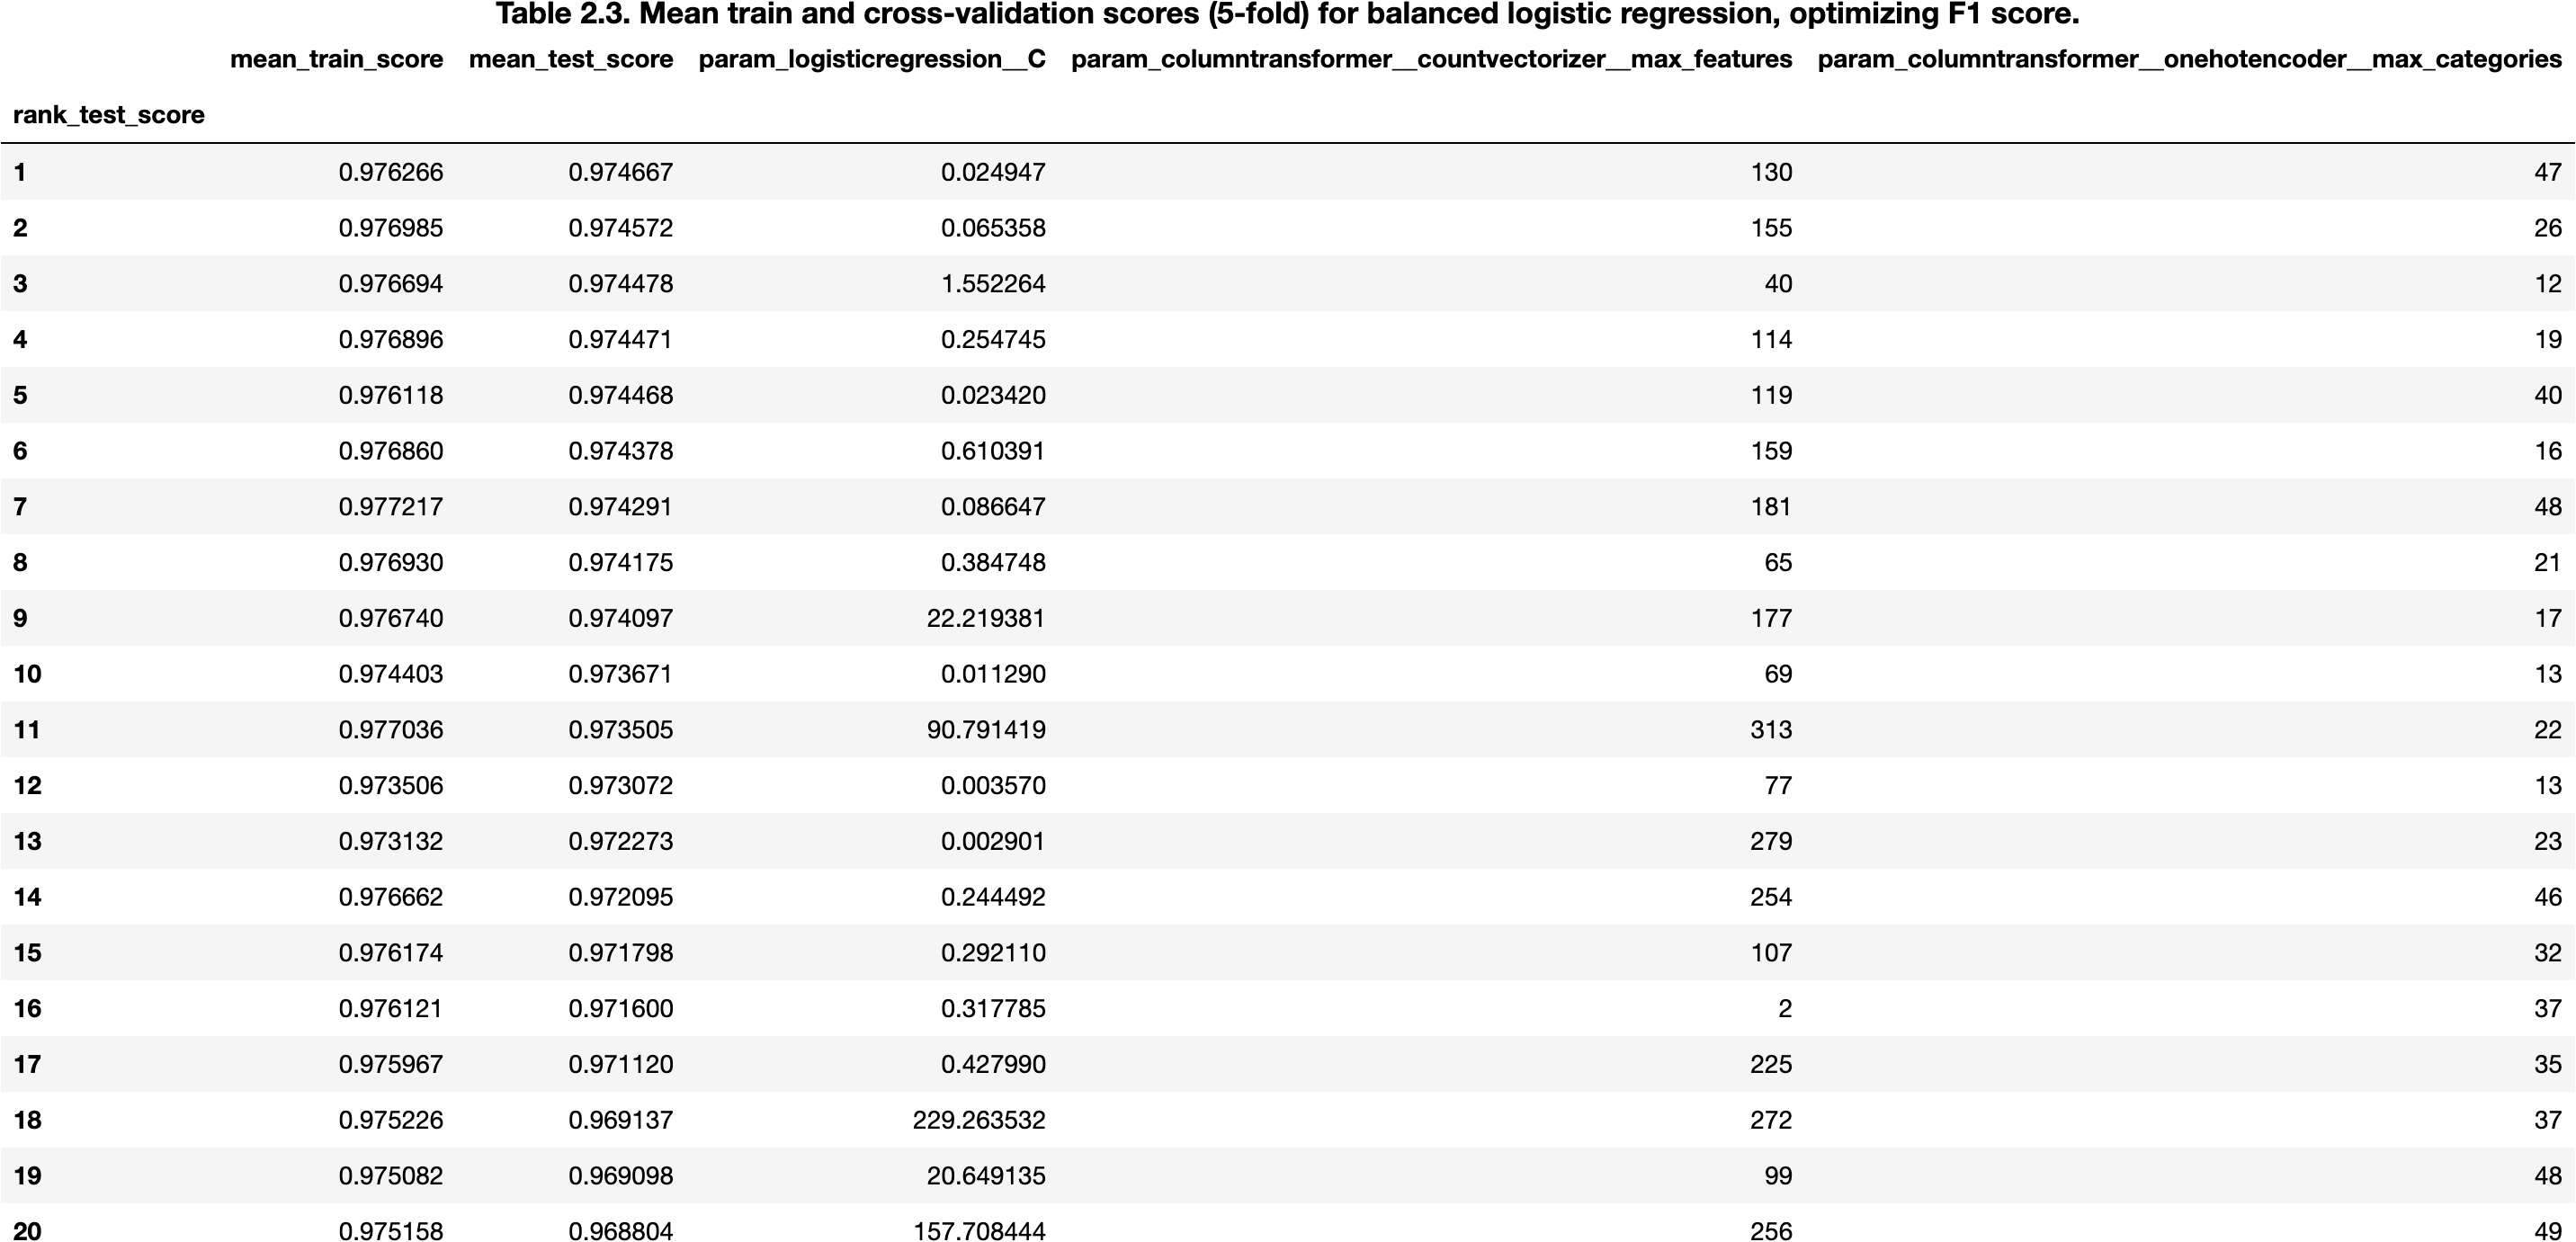 Table 2.3. Mean train and cross-validation scores (5-fold) for balanced logistic regression, optimizing F1 score.
mean_train_score mean_test_score param_logisticregression__C param_columntransformer__countvectorizer__max_features param_columntransformer__onehotencoder__max_categories
rank_test_score
1 0.976266 0.974667 0.024947 130 47
2 0.976985 0.974572 0.065358 155 26
3 0.976694 0.974478 1.552264 40 12
4 0.976896 0.974471 0.254745 114 19
5 0.976118 0.974468 0.023420 119 40
6 0.976860 0.974378 0.610391 159 16
7 0.977217 0.974291 0.086647 181 48
8 0.976930 0.974175 0.384748 65 21
9 0.976740 0.974097 22.219381 177 17
10 0.974403 0.973671 0.011290 69 13
11 0.977036 0.973505 90.791419 313 22
12 0.973506 0.973072 0.003570 77 13
13 0.973132 0.972273 0.002901 279 23
14 0.976662 0.972095 0.244492 254 46
15 0.976174 0.971798 0.292110 107 32
16 0.976121 0.971600 0.317785 2 37
17 0.975967 0.971120 0.427990 225 35
18 0.975226 0.969137 229.263532 272 37
19 0.975082 0.969098 20.649135 99 48
20 0.975158 0.968804 157.708444 256 49